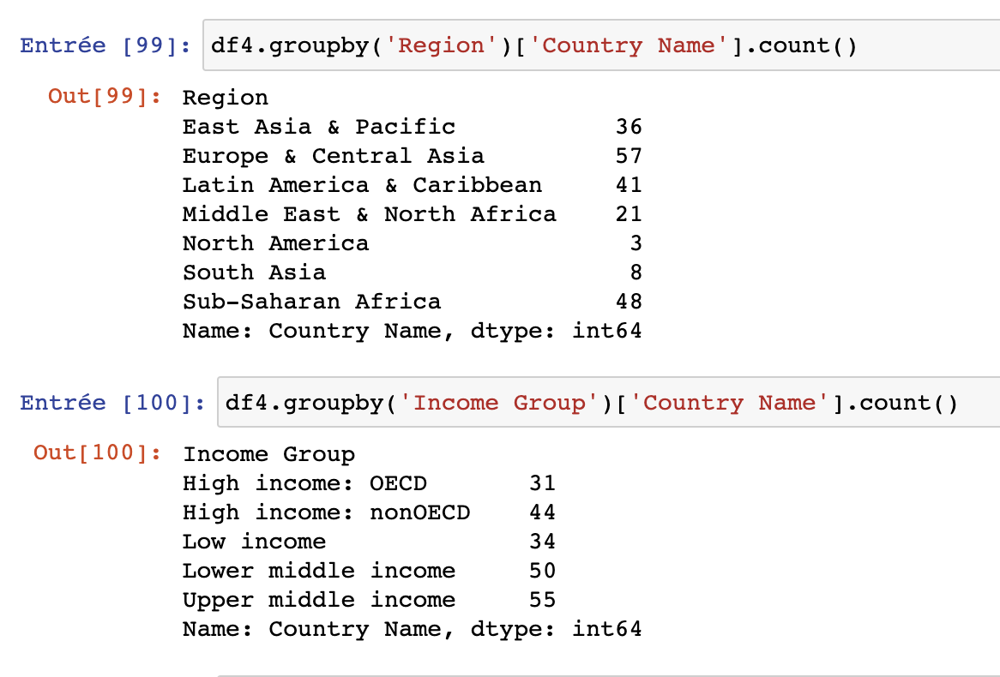 Entrée [99]: df4.groupby('Region')['Country Name'].count()
Out[99]: Region
East Asia & Pacific 36
Europe & Central Asia 57
Latin America & Caribbean 41
Middle East & North Africa 21
North America 3
South Asia 8
Sub-Saharan Africa 48
Name: Country Name, dtype: int64
Entrée [100]: df4.groupby('Income Group')['Country Name'].count()
Out[100]: Income Group
High income: OECD 31
High income: nonOECD 44
Low income 34
Lower middle income 50
Upper middle income 55
Name: Country Name, dtype: int64